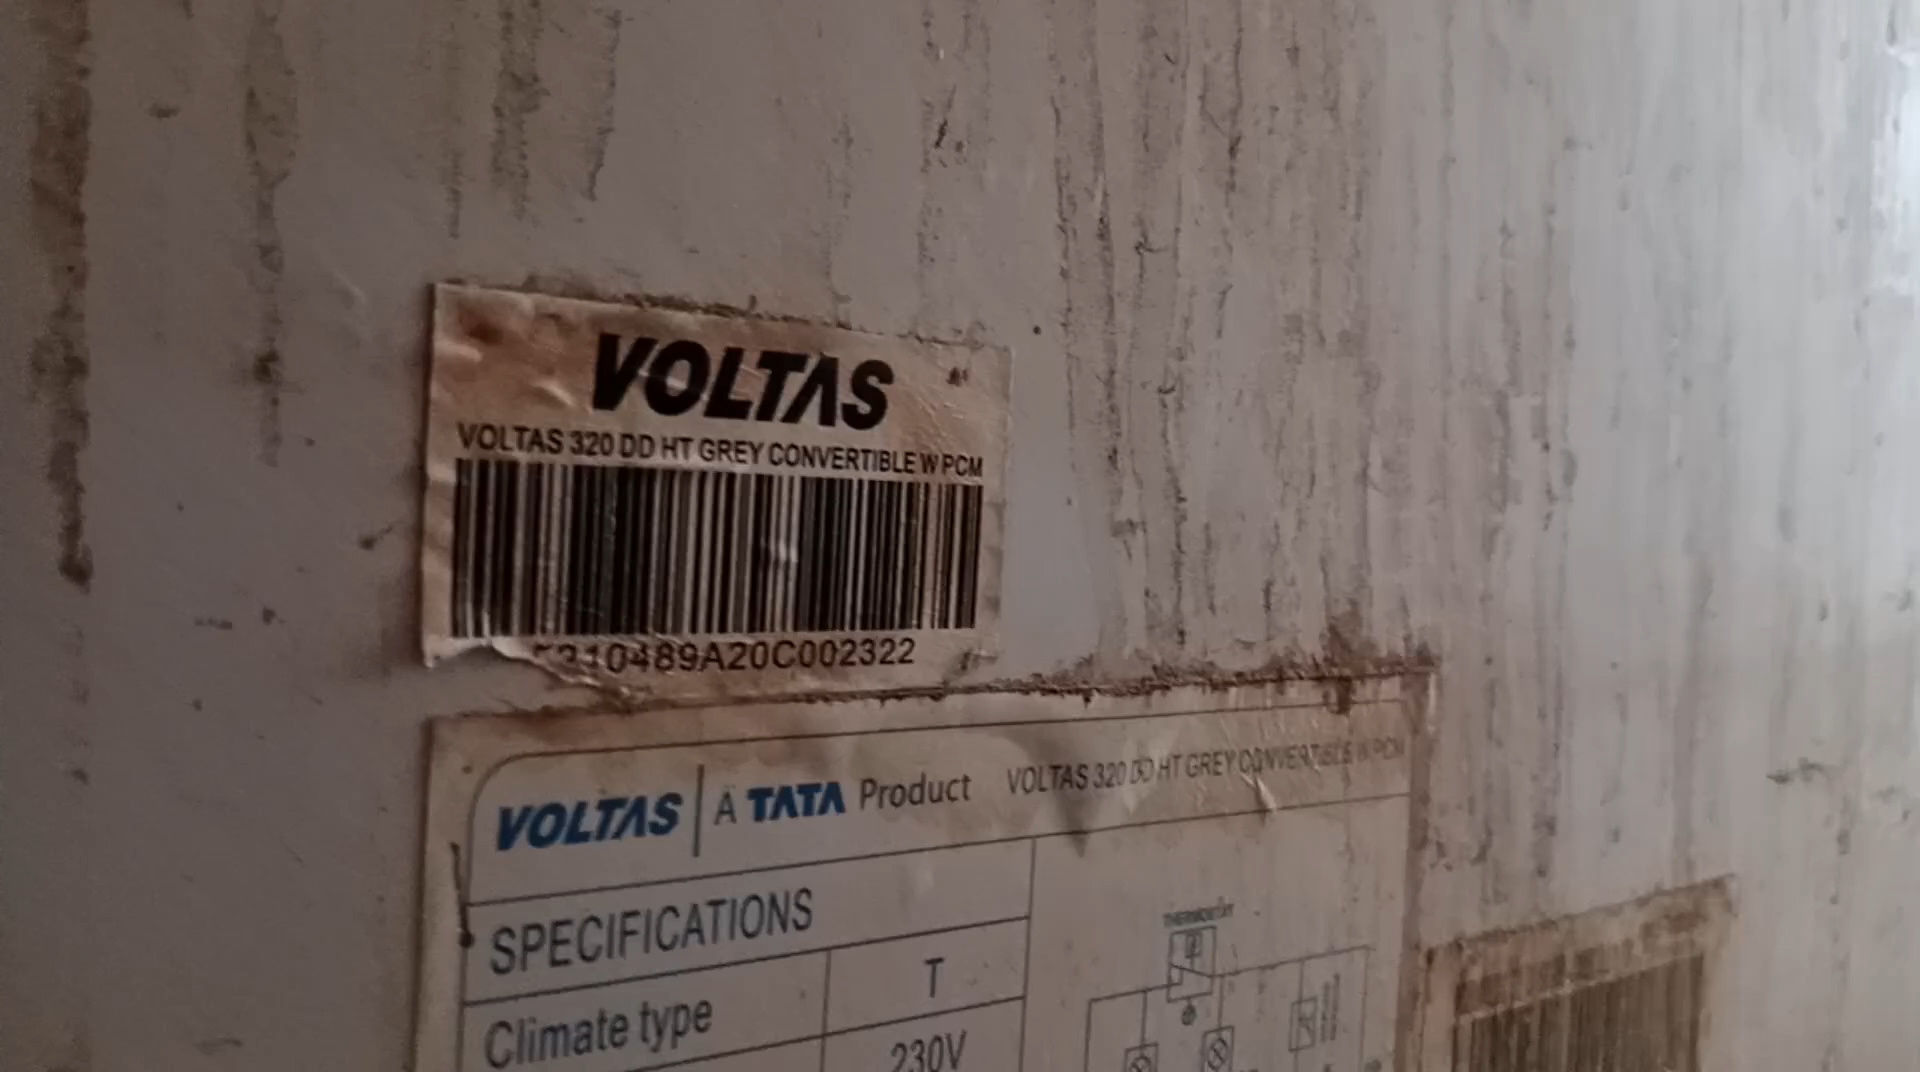 VOLTAS
VOLTAS 320 DD HT GREY CONVERTIBLE W PCM
5310489A20C002322
VOLTAS | A TATA Product VOLTAS 320 DD HT GREY CONVERTIBLE W PCM
SPECIFICATIONS
THERMOSTAT
Climate type T
230V